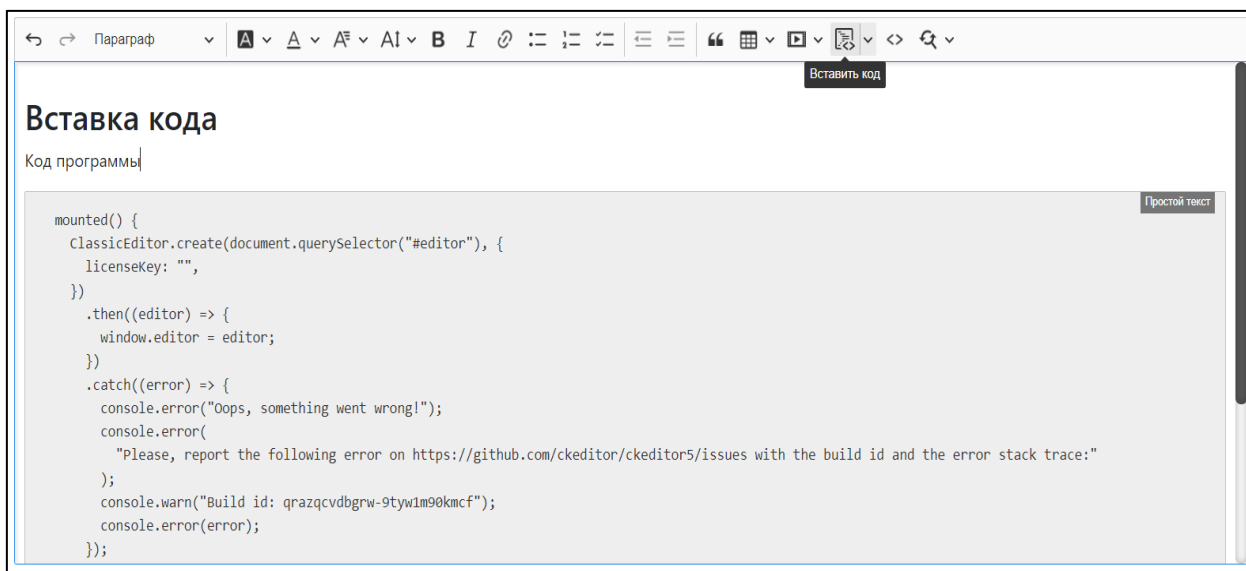 Параграф
Вставить код
Вставка кода
Код программы
Простой текст
mounted() {
  ClassicEditor.create(document.querySelector("#editor"), {
    licenseKey: "",
  })
    .then((editor) => {
      window.editor = editor;
    })
    .catch((error) => {
      console.error("Oops, something went wrong!");
      console.error(
        "Please, report the following error on https://github.com/ckeditor/ckeditor5/issues with the build id and the error stack trace:"
      );
      console.warn("Build id: qrazqcvdbgrw-9tyw1m90kmcf");
      console.error(error);
    });